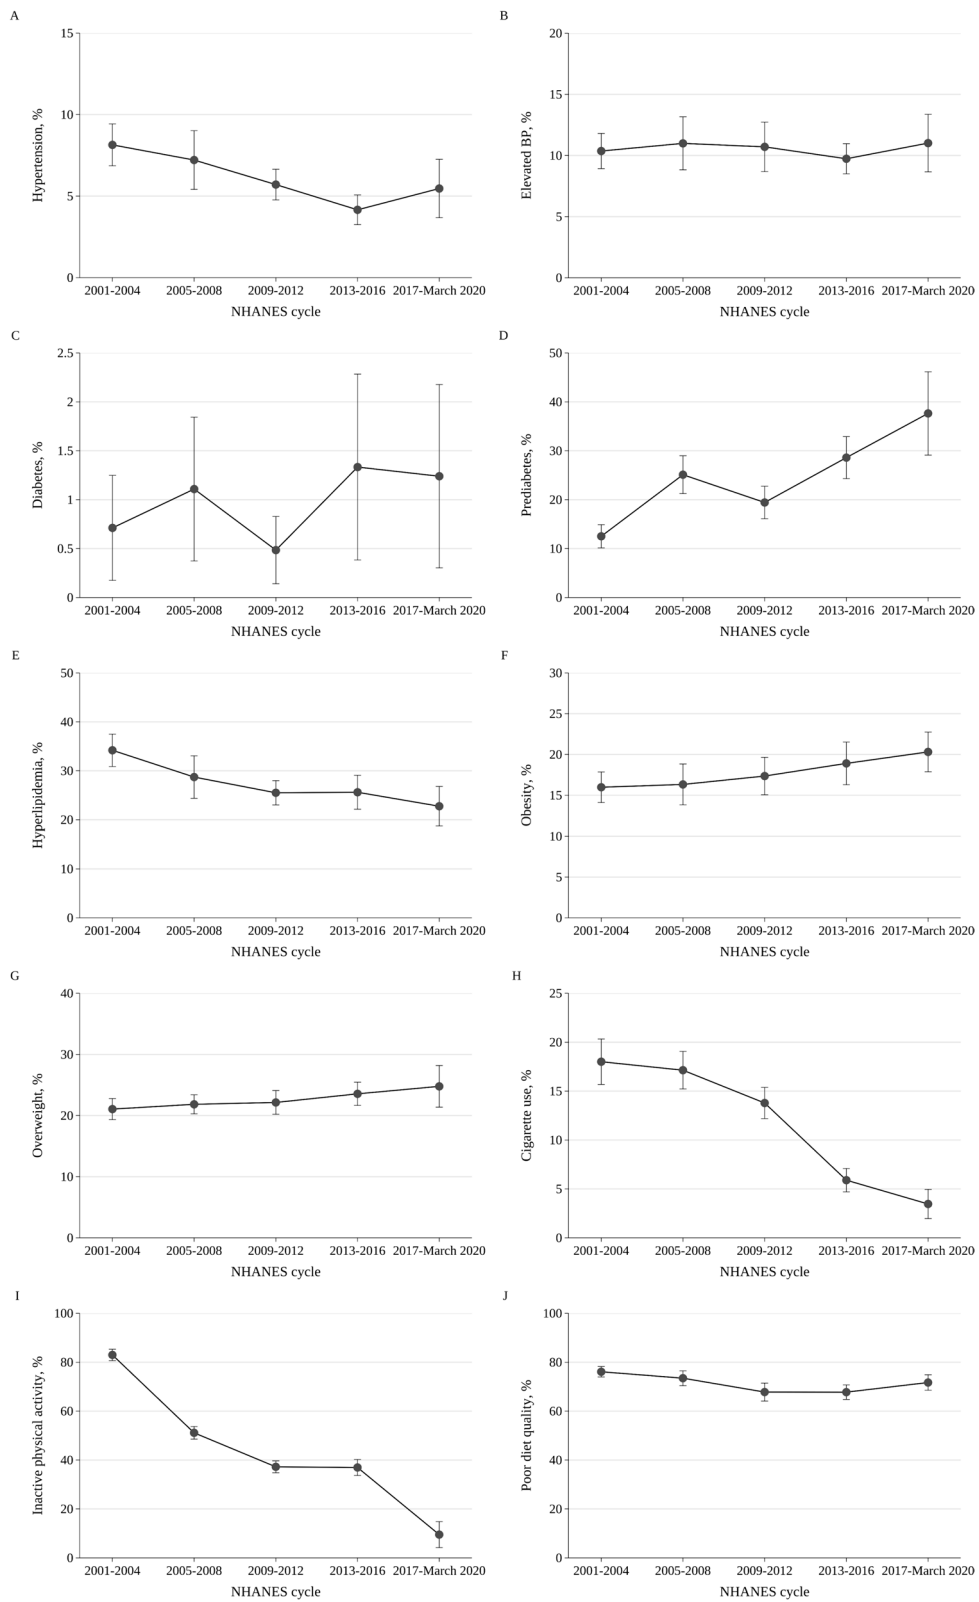 A
Hypertension, %
15
10
5
0
2001-2004 2005-2008 2009-2012 2013-2016 2017-March 2020
NHANES cycle
B
Elevated BP, %
20
15
10
5
0
2001-2004 2005-2008 2009-2012 2013-2016 2017-March 2020
NHANES cycle
C
Diabetes, %
2.5
2
1.5
1
0.5
0
2001-2004 2005-2008 2009-2012 2013-2016 2017-March 2020
NHANES cycle
D
Prediabetes, %
50
40
30
20
10
0
2001-2004 2005-2008 2009-2012 2013-2016 2017-March 2020
NHANES cycle
E
Hyperlipidemia, %
50
40
30
20
10
0
2001-2004 2005-2008 2009-2012 2013-2016 2017-March 2020
NHANES cycle
F
Obesity, %
30
25
20
15
10
5
0
2001-2004 2005-2008 2009-2012 2013-2016 2017-March 2020
NHANES cycle
G
Overweight, %
40
30
20
10
0
2001-2004 2005-2008 2009-2012 2013-2016 2017-March 2020
NHANES cycle
H
Cigarette use, %
25
20
15
10
5
0
2001-2004 2005-2008 2009-2012 2013-2016 2017-March 2020
NHANES cycle
I
Inactive physical activity, %
100
80
60
40
20
0
2001-2004 2005-2008 2009-2012 2013-2016 2017-March 2020
NHANES cycle
J
Poor diet quality, %
100
80
60
40
20
0
2001-2004 2005-2008 2009-2012 2013-2016 2017-March 2020
NHANES cycle